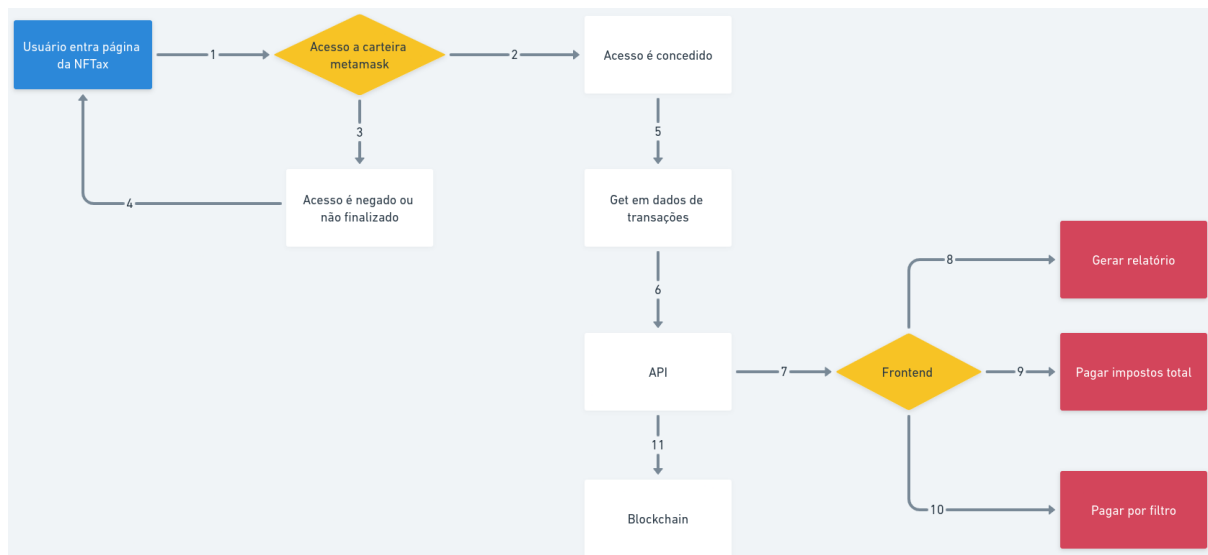 Usuário entra página
da NFTax
1
Acesso a carteira
metamask
2
Acesso é concedido
3
5
Acesso é negado ou
não finalizado
4
Get em dados de
transações
6
8
Gerar relatório
API
7
Frontend
9
Pagar impostos total
11
Blockchain
10
Pagar por filtro